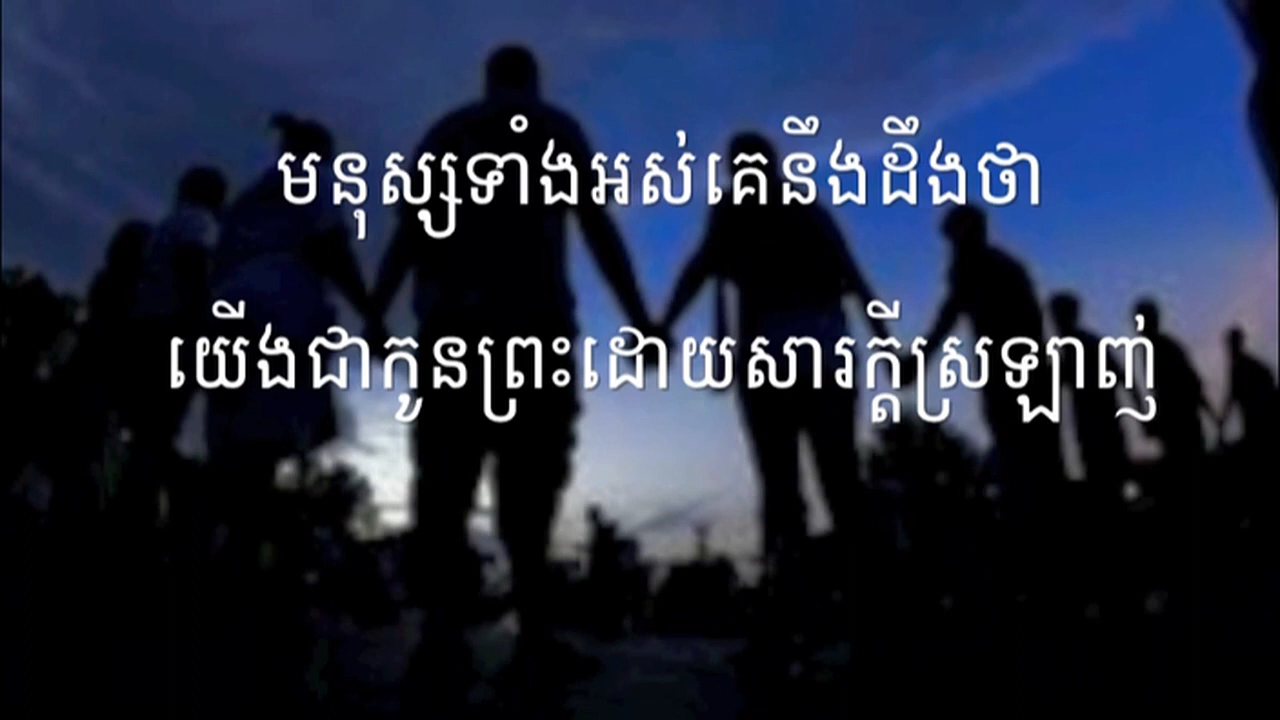 មនុស្សទាំងអស់គេនឹងដឹងថា
យើងជាកូនព្រះដោយសារក្ដីស្រឡាញ់